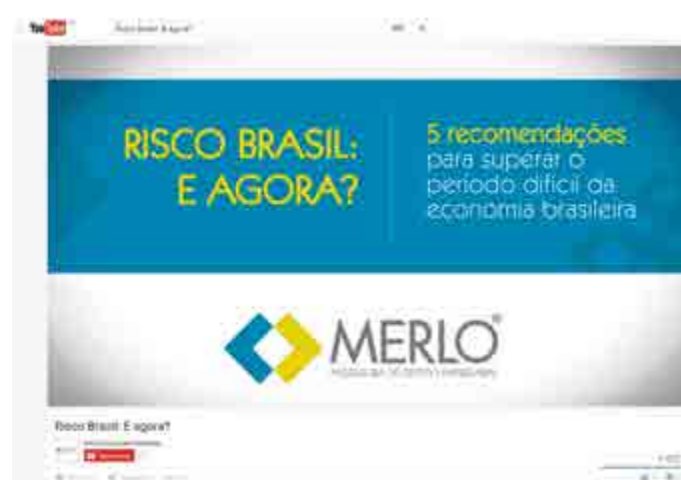 YouTube
RISCO BRASIL:
E AGORA?
5 recomendações
para superar o
período difícil da
economia brasileira
MERLO®
Risco Brasil: E agora?